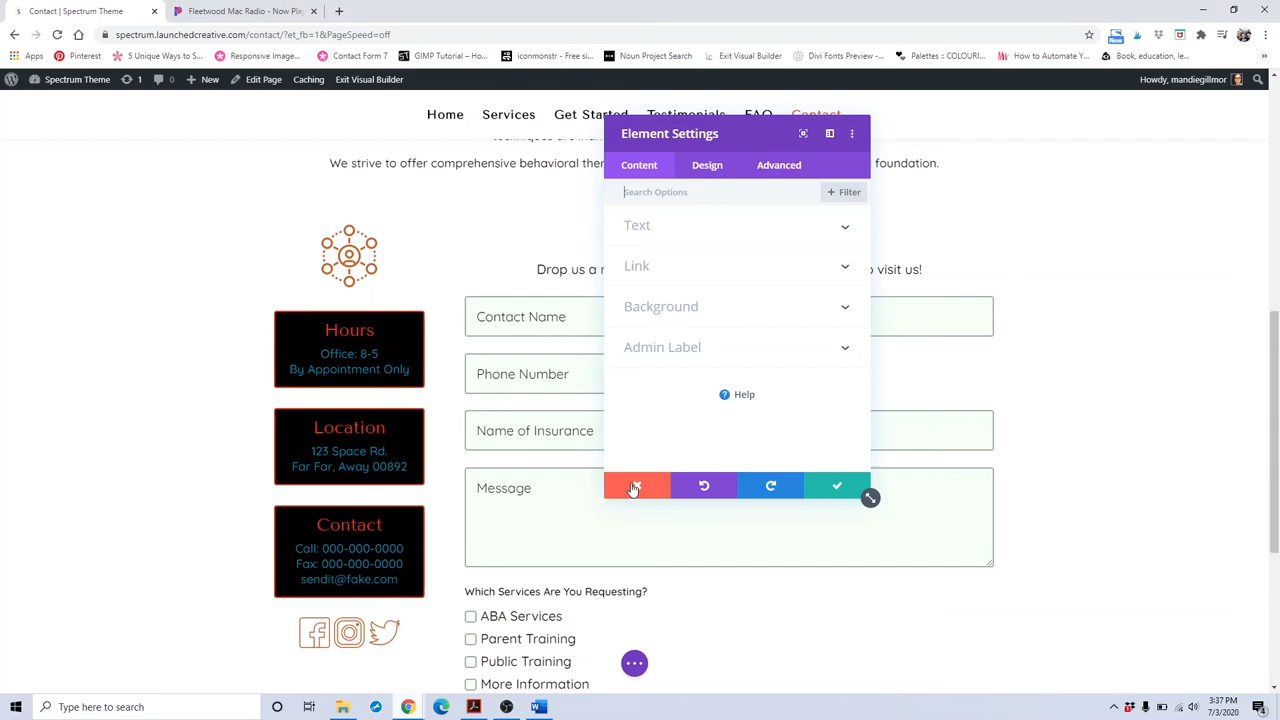 Contact | Spectrum Theme
Fleetwood Mac Radio - Now Play
spectrum.launchedcreative.com/contact/?et_fb=1&PageSpeed=off
New
Apps
Pinterest
5 Unique Ways to S...
Responsive Image...
Contact Form 7
GIMP Tutorial – Ho...
iconmonstr - Free si...
Noun Project Search
Exit Visual Builder
Divi Fonts Preview -...
Palettes :: COLOURl...
How to Automate Y...
Book, education, le...
»
Spectrum Theme
1
0
New
Edit Page
Caching
Exit Visual Builder
Howdy, mandiegillmor
Home
Services
Get Started
Testimonials
FAQ
Contact
We strive to offer comprehensive behavioral
foundation.
Element Settings
Content
Design
Advanced
Search Options
+ Filter
Text
Link
Background
Admin Label
Help
Drop us a
visit us!
Hours
Office: 8-5
By Appointment Only
Location
123 Space Rd.
Far Far, Away 00892
Contact
Call: 000-000-0000
Fax: 000-000-0000
sendit@fake.com
Contact Name
Phone Number
Name of Insurance
Message
Which Services Are You Requesting?
ABA Services
Parent Training
Public Training
More Information
Type here to search
3:37 PM
7/3/2020
4